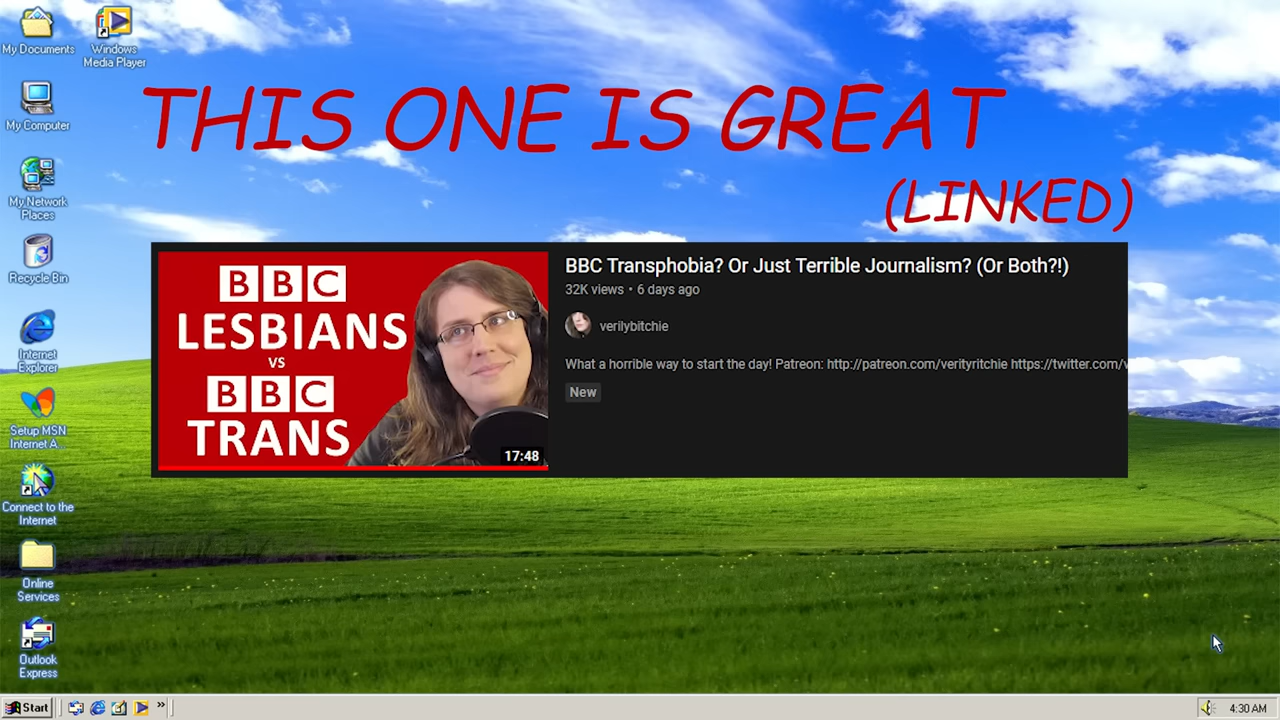 My Documents
Windows
Media Player
THIS ONE IS GREAT
My Computer
(LINKED)
My Network
Places
Recycle Bin
BBC
LESBIANS
VS
BBC
TRANS
17:48
BBC Transphobia? Or Just Terrible Journalism? (Or Both?!)
32K views • 6 days ago
verilybitchie
What a horrible way to start the day! Patreon: http://patreon.com/verityritchie https://twitter.com/v
New
Internet
Explorer
Setup MSN
Internet A...
Connect to the
Internet
Online
Services
Outlook
Express
Start
»
4:30 AM